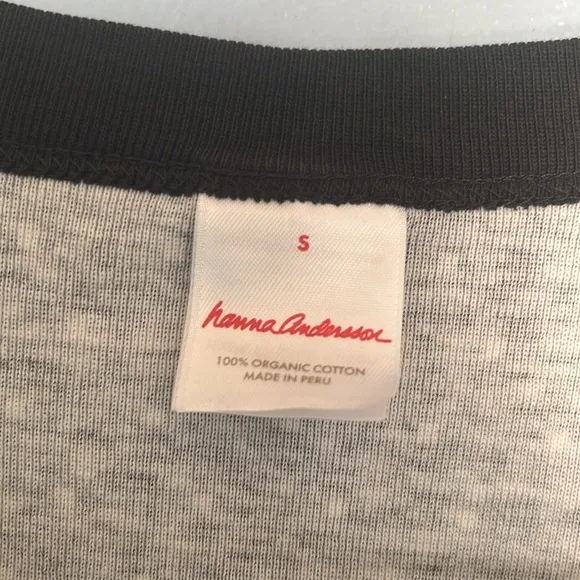 S
hanna Andersson
100% ORGANIC COTTON
MADE IN PERU